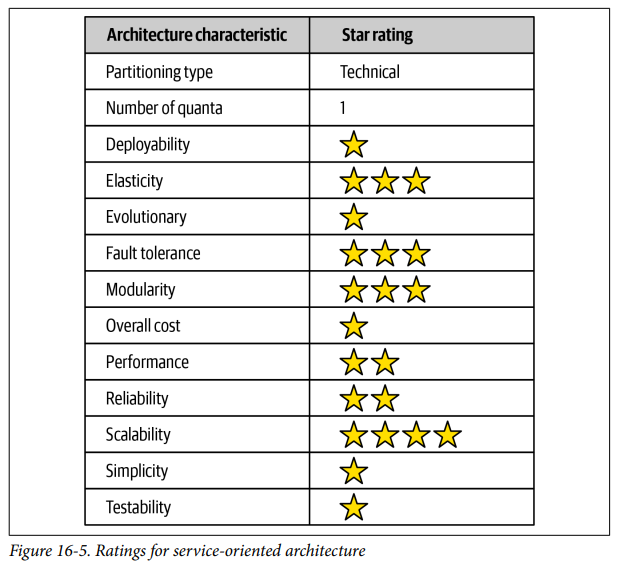 Architecture characteristic Star rating
Partitioning type Technical
Number of quanta 1
Deployability
Elasticity
Evolutionary
Fault tolerance
Modularity
Overall cost
Performance
Reliability
Scalability
Simplicity
Testability
Figure 16-5. Ratings for service-oriented architecture